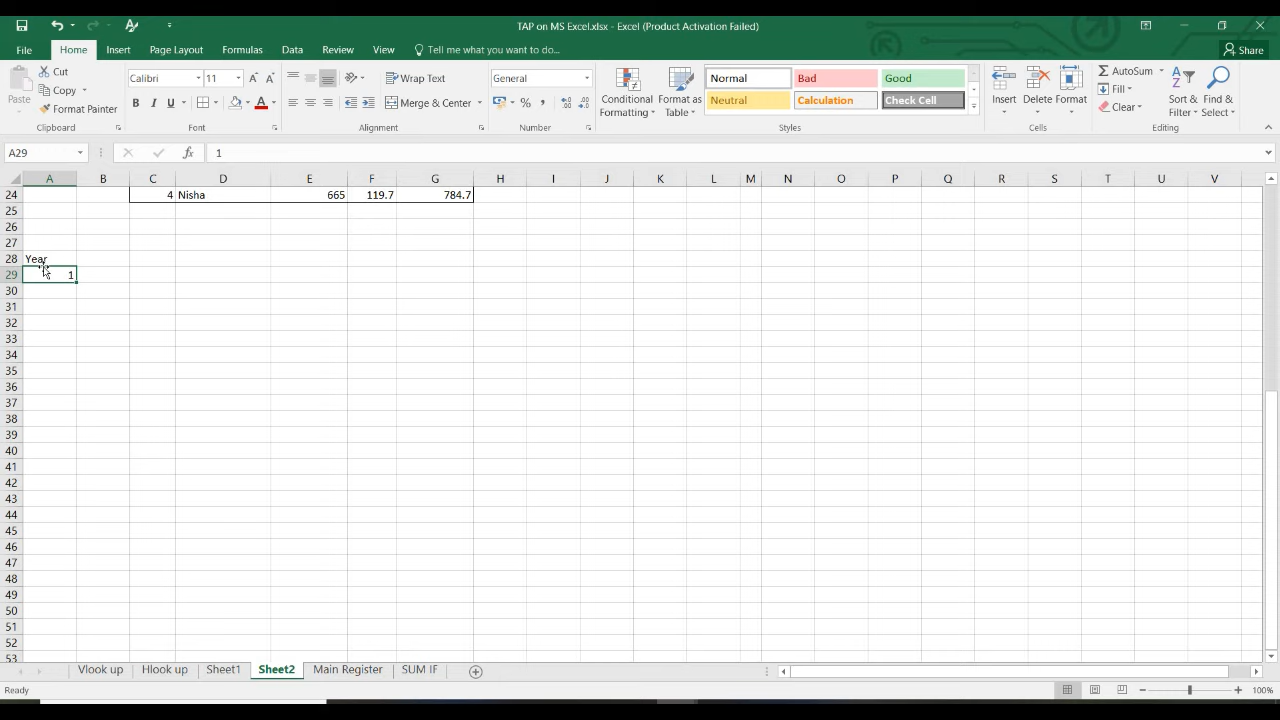 TAP on MS Excel.xlsx - Excel (Product Activation Failed)
File Home Insert Page Layout Formulas Data Review View Tell me what you want to do... Share
Paste Cut Copy Format Painter
Calibri 11
B I U A
Wrap Text
Merge & Center
General
% ,
Conditional Formatting
Format as Table
Normal Bad Good
Neutral Calculation Check Cell
Insert Delete Format
AutoSum
Fill
Clear
Sort & Filter
Find & Select
Clipboard Font Alignment Number Styles Cells Editing
A29 fx 1
A B C D E F G H I J K L M N O P Q R S T U V
24 4 Nisha 665 119.7 784.7
25
26
27
28 Year
29 1
30
31
32
33
34
35
36
37
38
39
40
41
42
43
44
45
46
47
48
49
50
51
52
53
Vlook up Hlook up Sheet1 Sheet2 Main Register SUM IF
Ready 100%